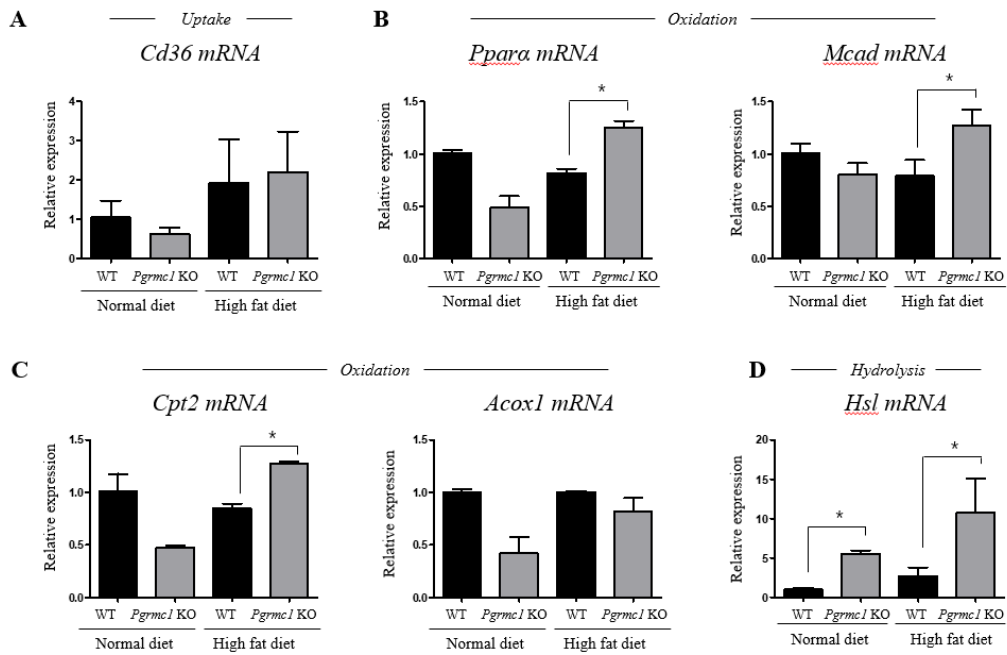 A
Uptake
Cd36 mRNA
Relative expression
4
3
2
1
0
WT
Pgrmc1 KO
WT
Pgrmc1 KO
Normal diet
High fat diet
B
Oxidation
Pparα mRNA
Relative expression
1.5
1.0
0.5
0.0
*
WT
Pgrmc1 KO
WT
Pgrmc1 KO
Normal diet
High fat diet
Mcad mRNA
Relative expression
1.5
1.0
0.5
0.0
*
WT
Pgrmc1 KO
WT
Pgrmc1 KO
Normal diet
High fat diet
C
Oxidation
Cpt2 mRNA
Relative expression
1.5
1.0
0.5
0.0
*
WT
Pgrmc1 KO
WT
Pgrmc1 KO
Normal diet
High fat diet
Acox1 mRNA
Relative expression
1.5
1.0
0.5
0.0
WT
Pgrmc1 KO
WT
Pgrmc1 KO
Normal diet
High fat diet
D
Hydrolysis
Hsl mRNA
Relative expression
20
15
10
5
0
*
*
WT
Pgrmc1 KO
WT
Pgrmc1 KO
Normal diet
High fat diet